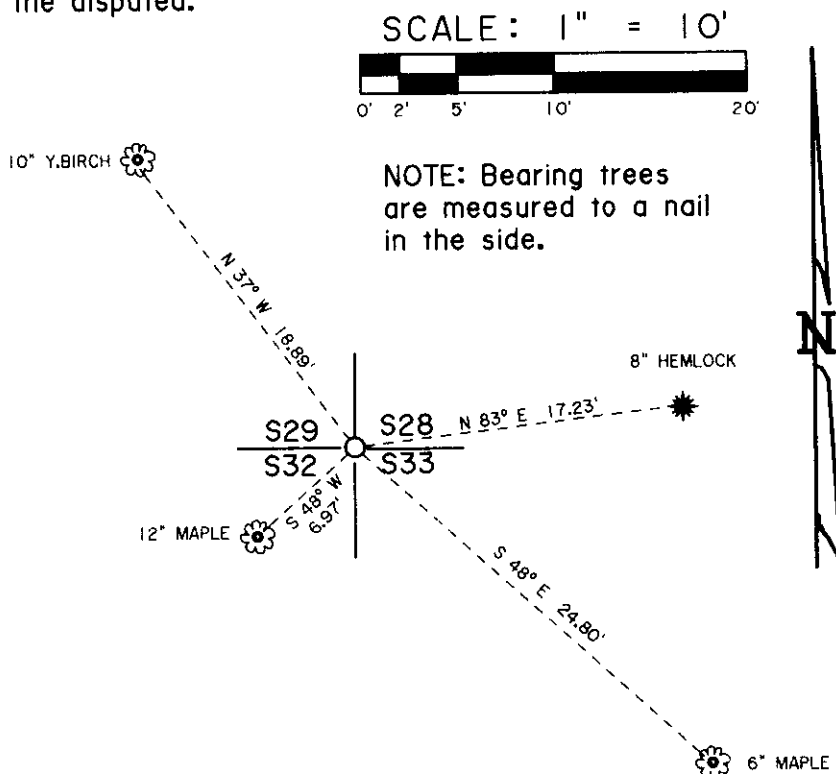 the disputed.
SCALE: 1" = 10'
0' 2' 5' 10' 20'
10" Y.BIRCH
NOTE: Bearing trees
are measured to a nail
in the side.
N 37° W 18.89'
N
8" HEMLOCK
N 83° E 17.23'
S29 S28
S32 S33
S 48° W
6.97'
12" MAPLE
S 48° E 24.80'
6" MAPLE